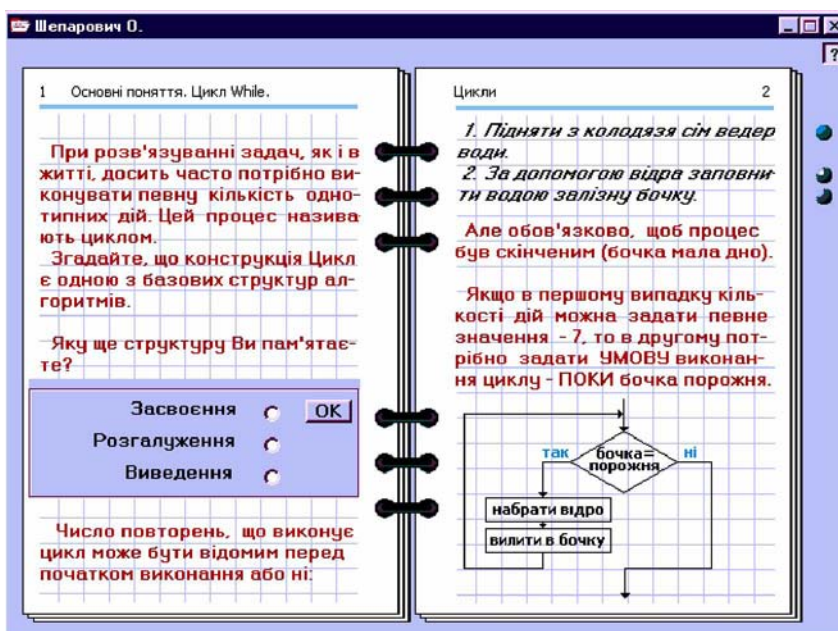 Шепарович О.
?
1 Основні поняття. Цикл While.
При розв'язуванні задач, як і в
житті, досить часто потрібно ви-
конувати певну кількість одно-
типних дій. Цей процес назива
ють циклом.
Згадайте, що конструкція Цикл
є одною з базових структур ал-
горитмів.
Яку ще структуру Ви пам'ятає-
те?
Засвоєння
OK
Розгалуження
Виведення
Число повторень, що виконує
цикл може бути відомим перед
початком виконання або ні:
Цикли 2
1. Підняти з колодязя сім ведер
води.
2. За допомогою відра заповни-
ти водою залізну бочку.
Але обов'язково, щоб процес
був скінченим (бочка мала дно).
Якщо в першому випадку кіль-
кості дій можна задати певне
значення - 7, то в другому пот-
рібно задати УМОВУ виконан-
ня циклу - ПОКИ бочка порожня.
так
бочка=
порожня
ні
набрати відро
вилити в бочку